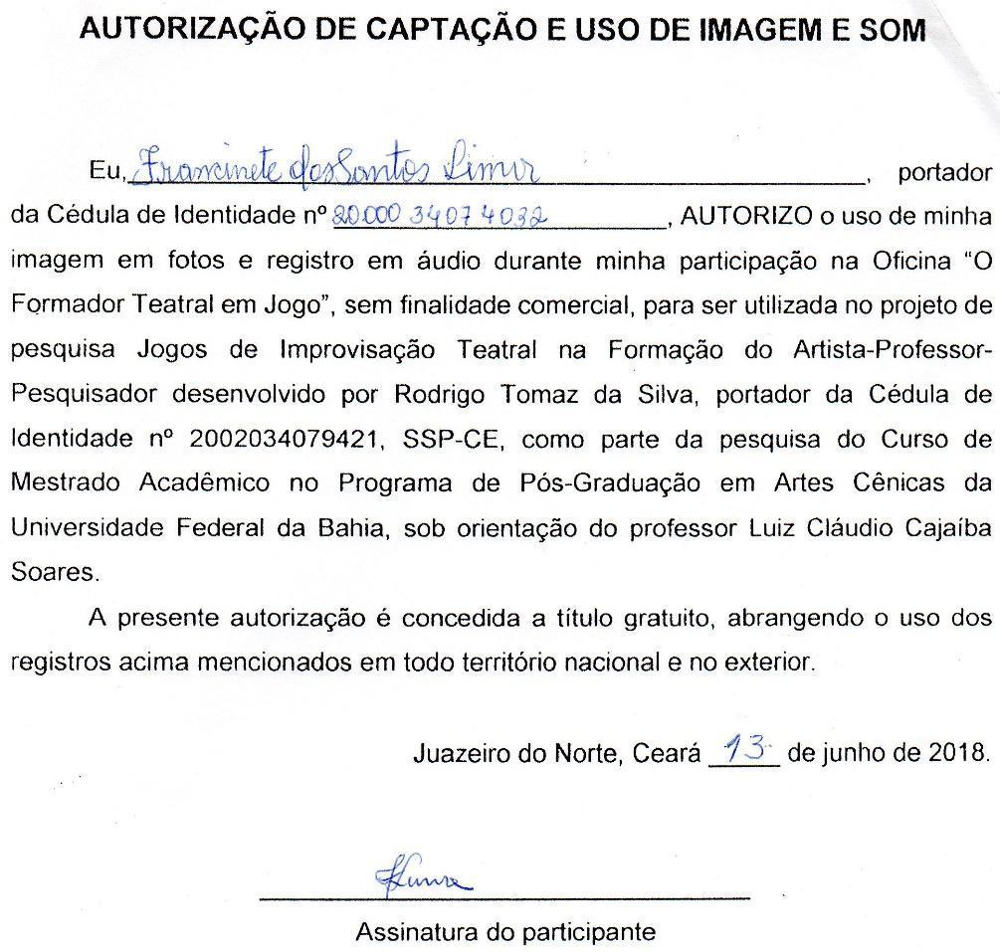 AUTORIZAÇÃO DE CAPTAÇÃO E USO DE IMAGEM E SOM
Eu, Francinete dos Santos Lima, portador
da Cédula de Identidade nº 20000 3407 4032, AUTORIZO o uso de minha
imagem em fotos e registro em áudio durante minha participação na Oficina “O
Formador Teatral em Jogo”, sem finalidade comercial, para ser utilizada no projeto de
pesquisa Jogos de Improvisação Teatral na Formação do Artista-Professor-
Pesquisador desenvolvido por Rodrigo Tomaz da Silva, portador da Cédula de
Identidade nº 2002034079421, SSP-CE, como parte da pesquisa do Curso de
Mestrado Acadêmico no Programa de Pós-Graduação em Artes Cênicas da
Universidade Federal da Bahia, sob orientação do professor Luiz Cláudio Cajaíba
Soares.
A presente autorização é concedida a título gratuito, abrangendo o uso dos
registros acima mencionados em todo território nacional e no exterior.
Juazeiro do Norte, Ceará 13 de junho de 2018.
Assinatura do participante